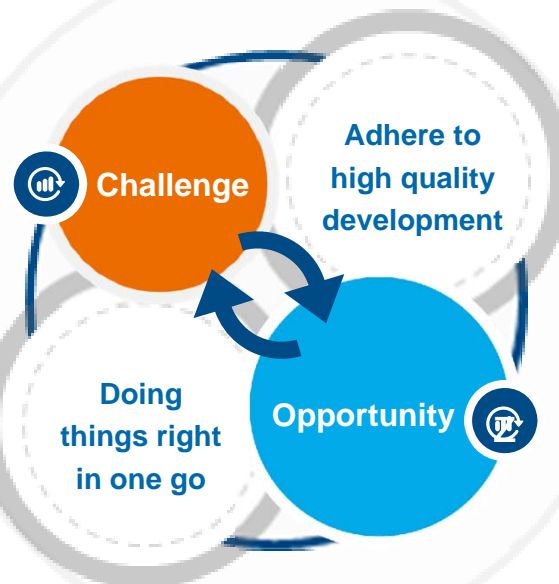 Adhere to
high quality
development
Challenge
Doing
things right
in one go
Opportunity